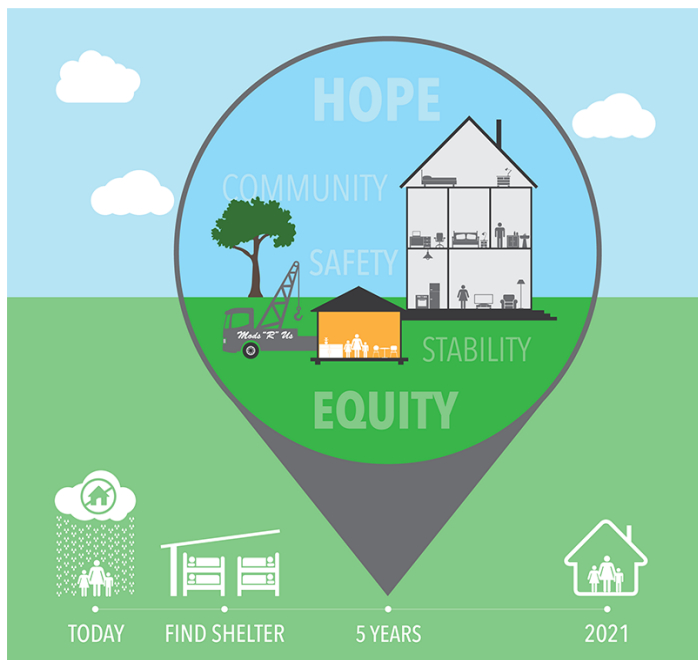 HOPE
COMMUNITY
SAFETY
Mods "R" Us
STABILITY
EQUITY
TODAY
FIND SHELTER
5 YEARS
2021